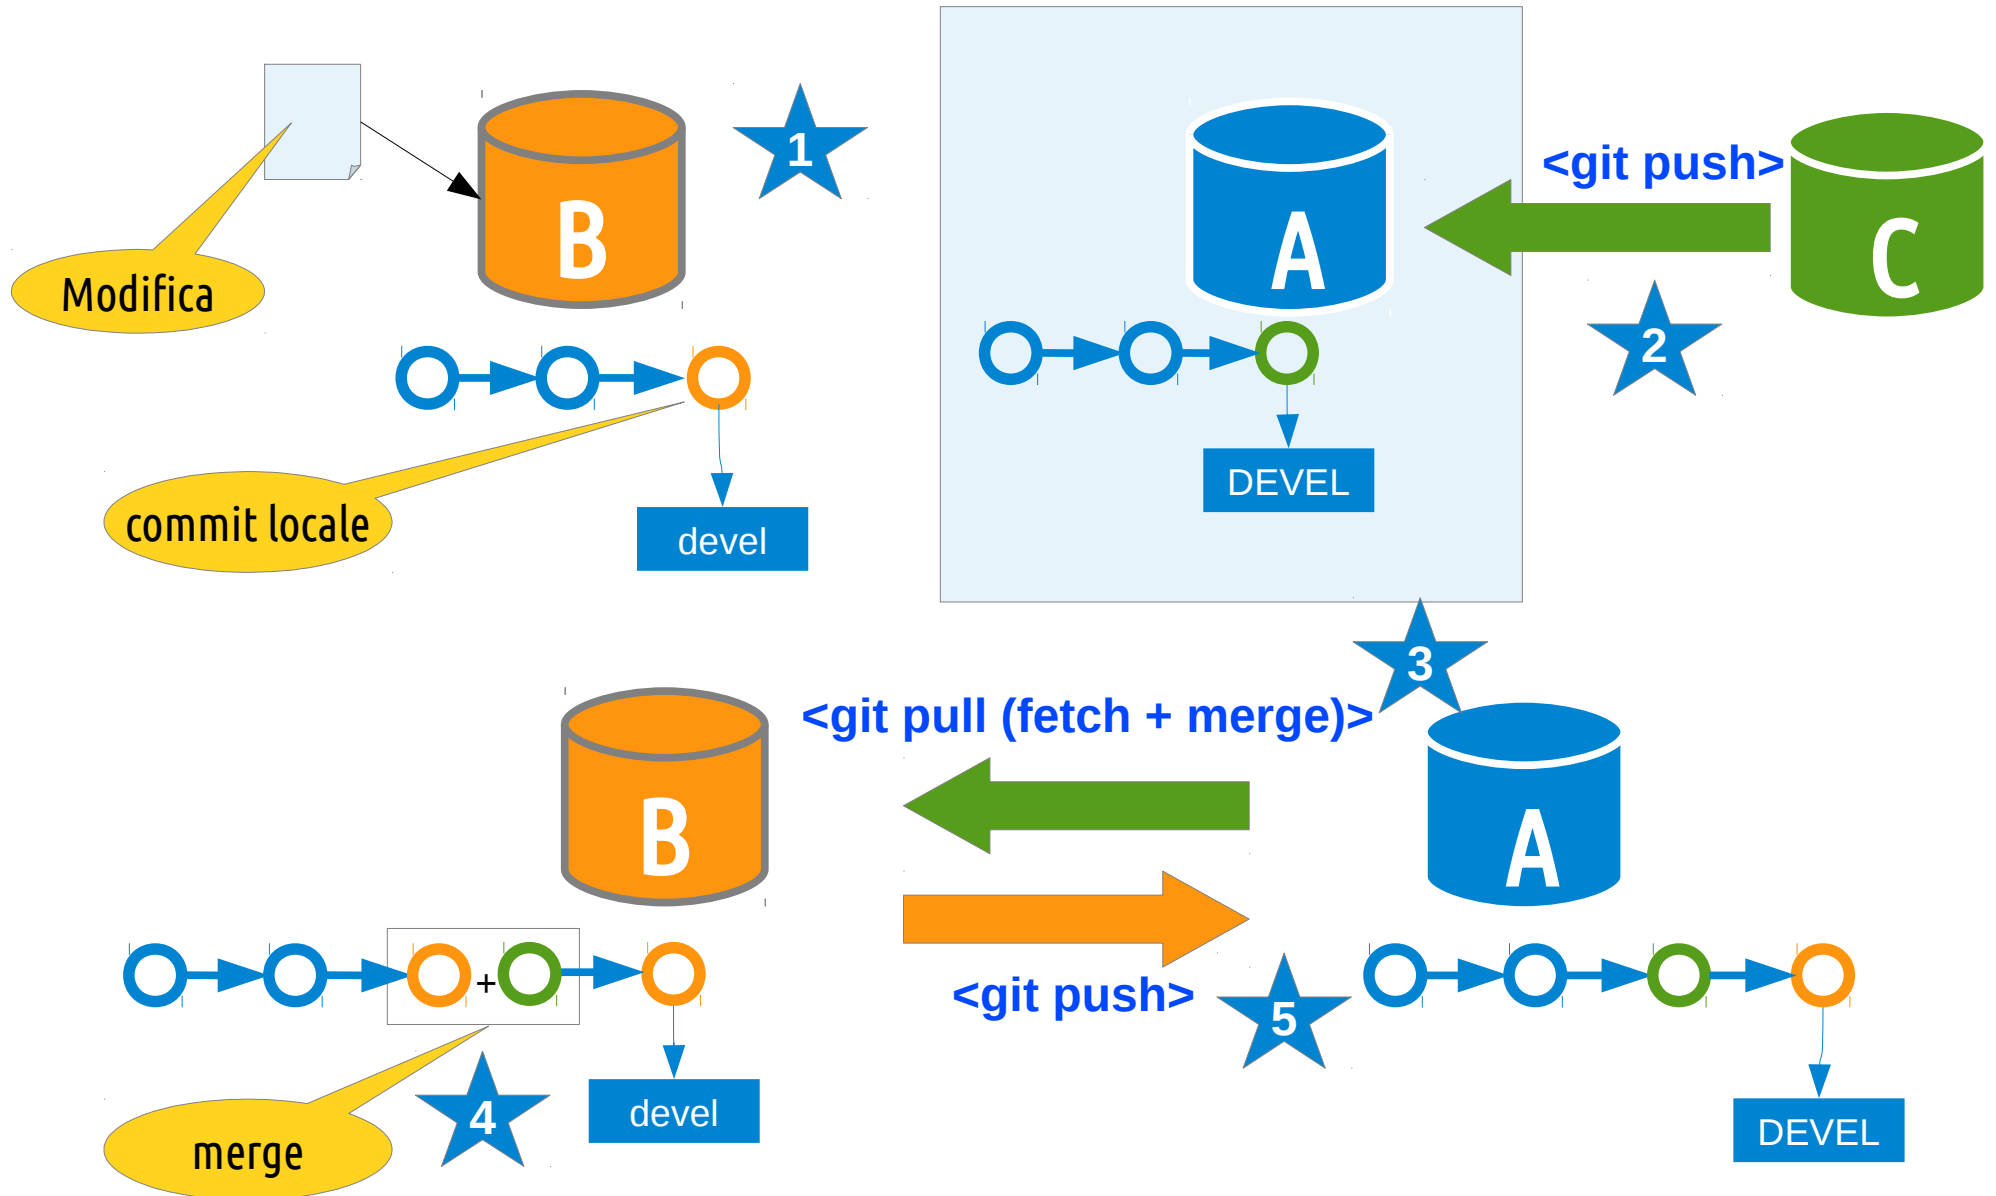 1
B
Modifica
commit locale
devel
<git push>
A
C
2
DEVEL
3
<git pull (fetch + merge)>
B
A
<git push>
5
+
4
merge
devel
DEVEL